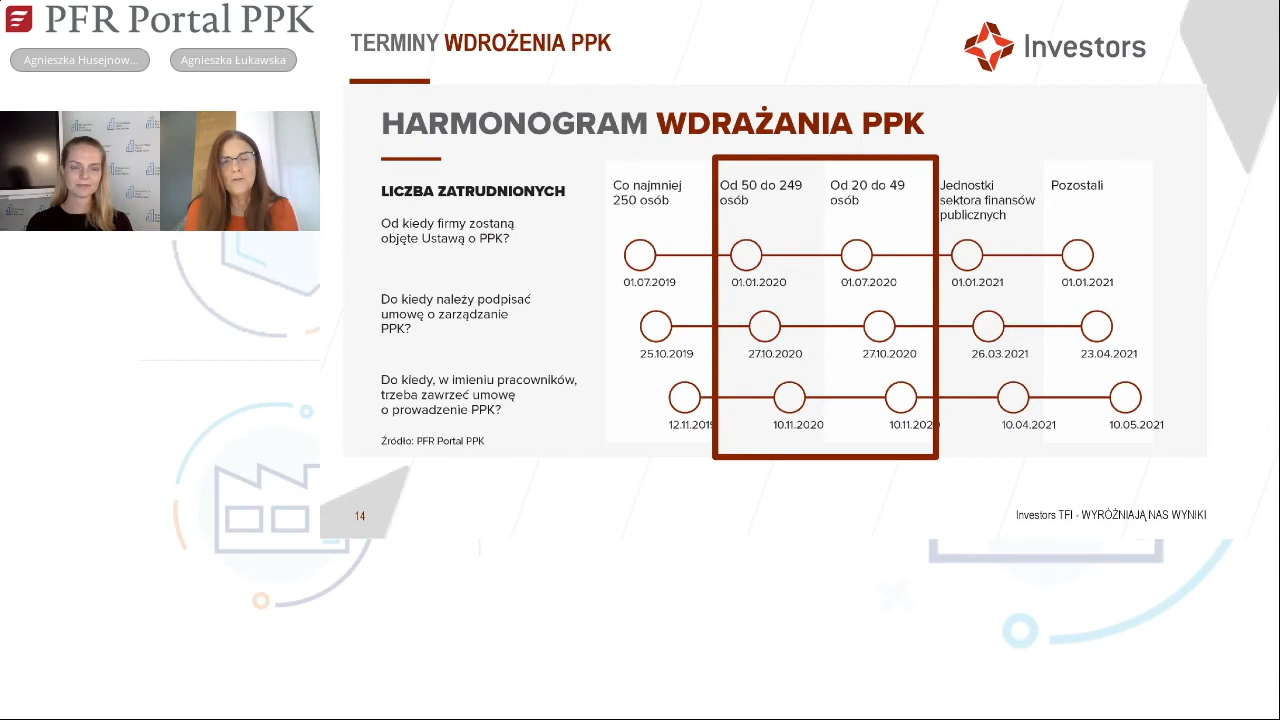 PFR Portal PPK
Agnieszka Husejnow...
Agnieszka Łukawska
TERMINY WDROŻENIA PPK
Investors
HARMONOGRAM WDRAŻANIA PPK
LICZBA ZATRUDNIONYCH
Co najmniej
250 osób
Od 50 do 249
osób
Od 20 do 49
osób
Jednostki
sektora finansów
publicznych
Pozostali
Od kiedy firmy zostaną
objęte Ustawą o PPK?
01.07.2019
01.01.2020
01.07.2020
01.01.2021
01.01.2021
Do kiedy należy podpisać
umowę o zarządzanie
PPK?
25.10.2019
27.10.2020
27.10.2020
26.03.2021
23.04.2021
Do kiedy, w imieniu pracowników,
trzeba zawrzeć umowę
o prowadzenie PPK?
12.11.2019
10.11.2020
10.11.2020
10.04.2021
10.05.2021
Źródło: PFR Portal PPK
14
Investors TFI - WYRÓŻNIAJĄ NAS WYNIKI